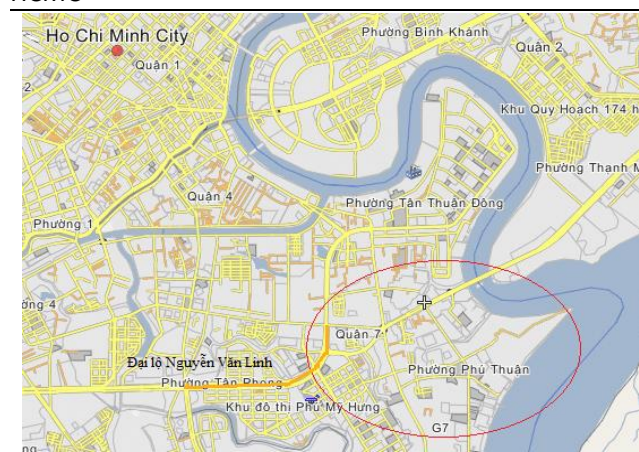 Ho Chi Minh City
Phường Bình Khánh
Quận 2
Quận 1
Khu Quy Hoạch 174 h
Phường Thạnh M
Quận 4
Phường Tân Thuận Đông
Phường 1
ờng 4
Quận 7
Đại lộ Nguyễn Văn Linh
Phường Phú Thuận
Phường Tân Phong
Khu đô thị Phú Mỹ Hưng
G7